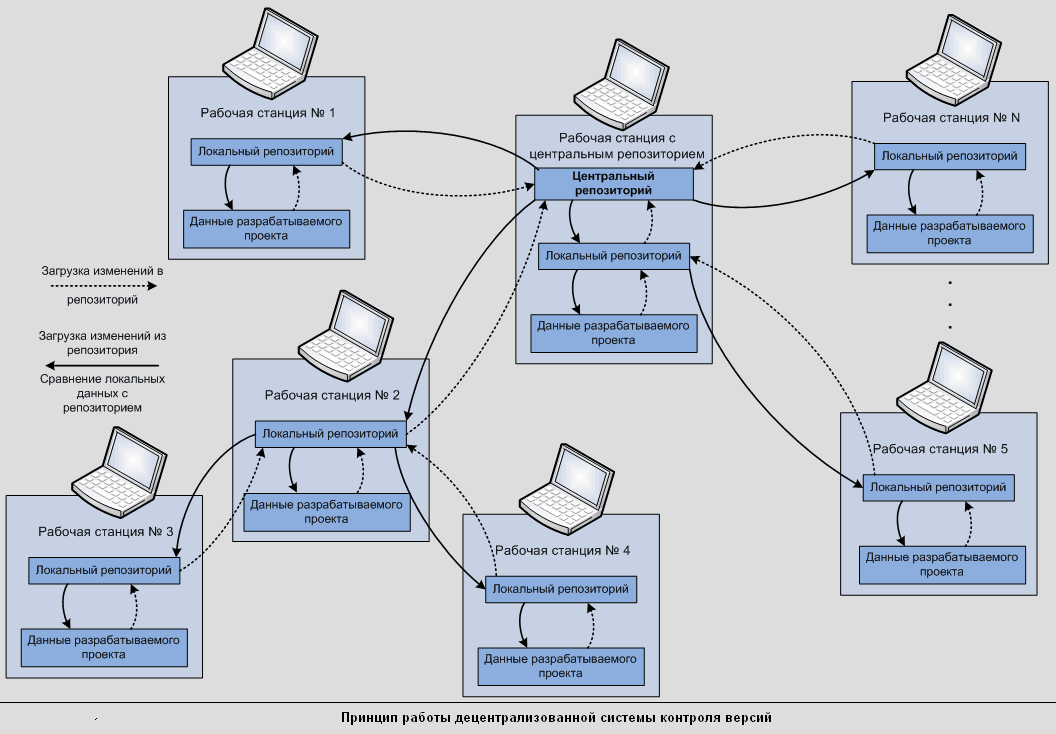 Рабочая станция № 1
Локальный репозиторий
Данные разрабатываемого
проекта
Рабочая станция с
центральным репозиторием
Центральный
репозиторий
Локальный репозиторий
Данные разрабатываемого
проекта
Рабочая станция № N
Локальный репозиторий
Данные разрабатываемого
проекта
Загрузка изменений в
репозиторий
Загрузка изменений из
репозитория
Сравнение локальных
данных с
репозиторием
Рабочая станция № 2
Локальный репозиторий
Данные разрабатываемого
проекта
Рабочая станция № 5
Локальный репозиторий
Данные разрабатываемого
проекта
Рабочая станция № 3
Локальный репозиторий
Данные разрабатываемого
проекта
Рабочая станция № 4
Локальный репозиторий
Данные разрабатываемого
проекта
Принцип работы децентрализованной системы контроля версий